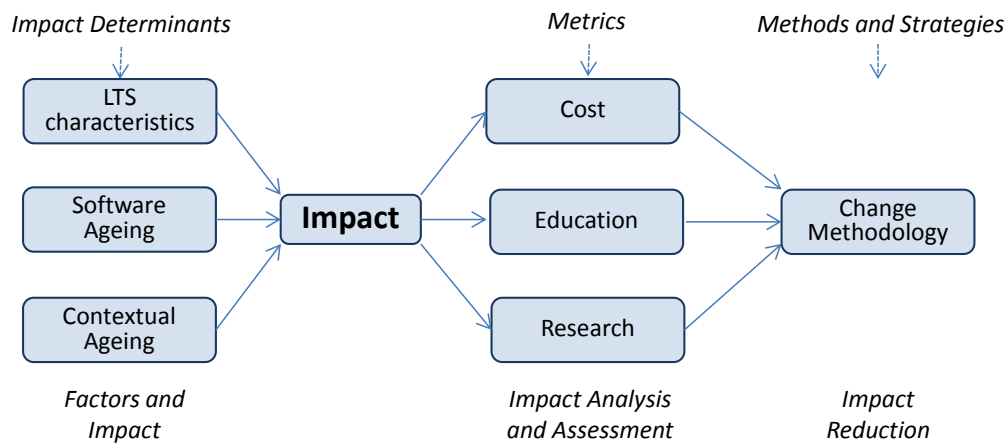 Impact Determinants
Metrics
Methods and Strategies
LTS
characteristics
Cost
Software
Ageing
Impact
Education
Change
Methodology
Contextual
Ageing
Research
Factors and
Impact
Impact Analysis
and Assessment
Impact
Reduction